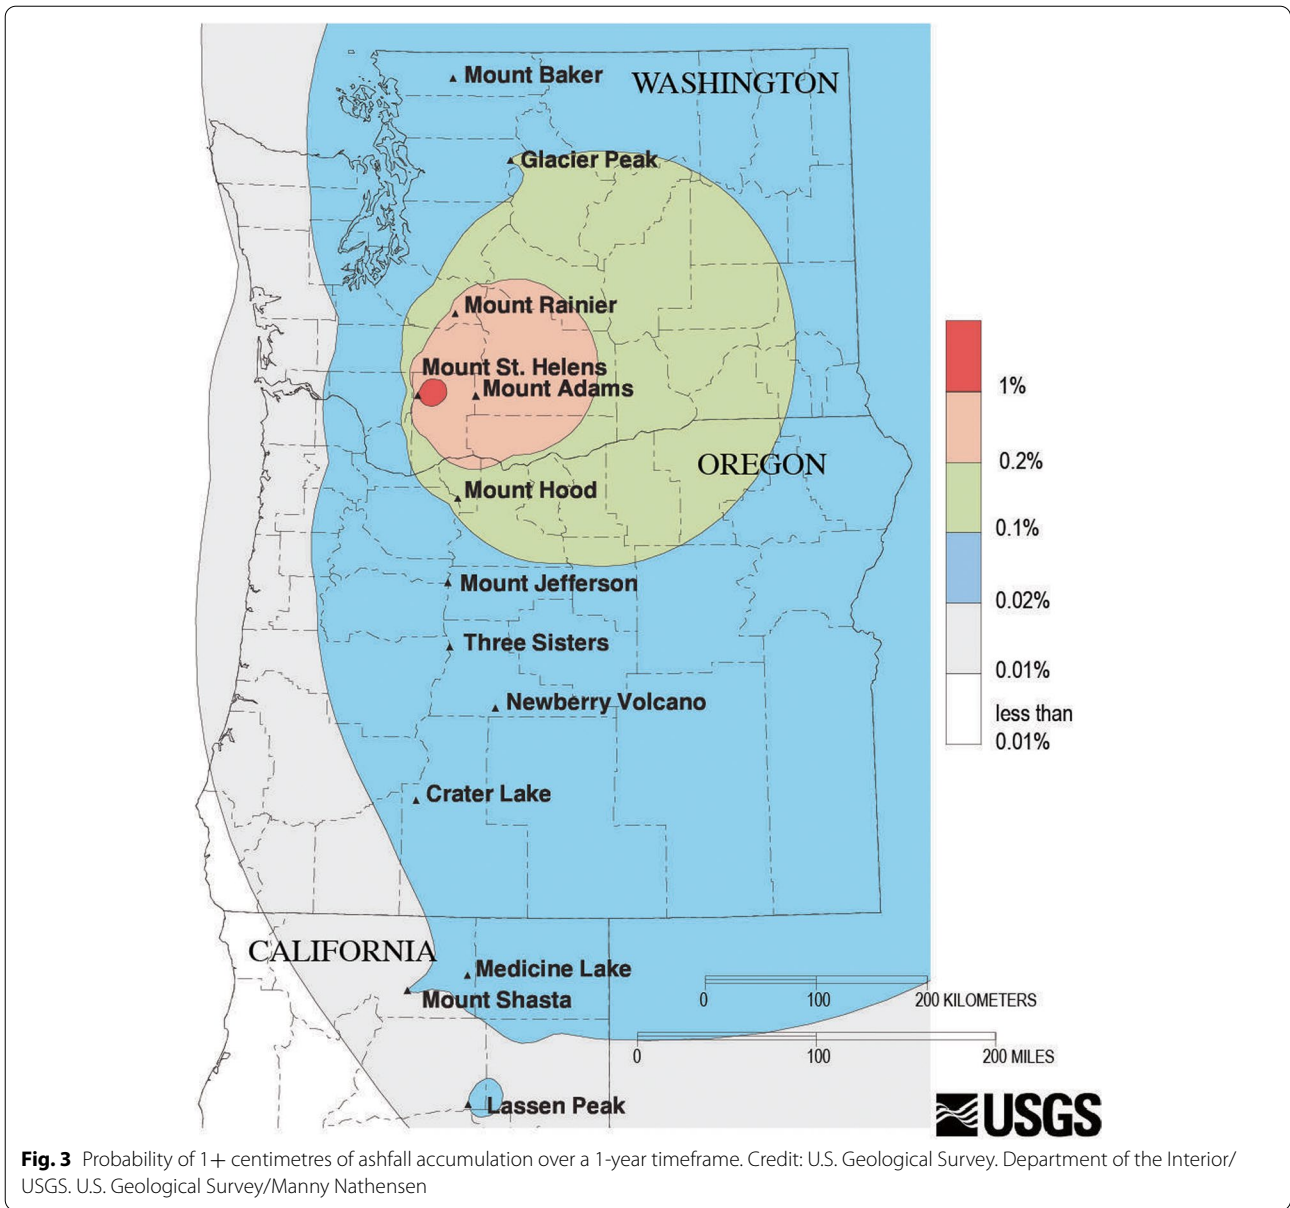 Mount Baker
WASHINGTON
Glacier Peak
Mount Rainier
Mount St. Helens
Mount Adams
1%
0.2%
OREGON
Mount Hood
0.1%
Mount Jefferson
0.02%
Three Sisters
0.01%
Newberry Volcano
less than
0.01%
Crater Lake
CALIFORNIA
Medicine Lake
Mount Shasta
0 100 200 KILOMETERS
0 100 200 MILES
Lassen Peak
USGS
Fig. 3 Probability of 1+ centimetres of ashfall accumulation over a 1-year timeframe. Credit: U.S. Geological Survey. Department of the Interior/
USGS. U.S. Geological Survey/Manny Nathensen